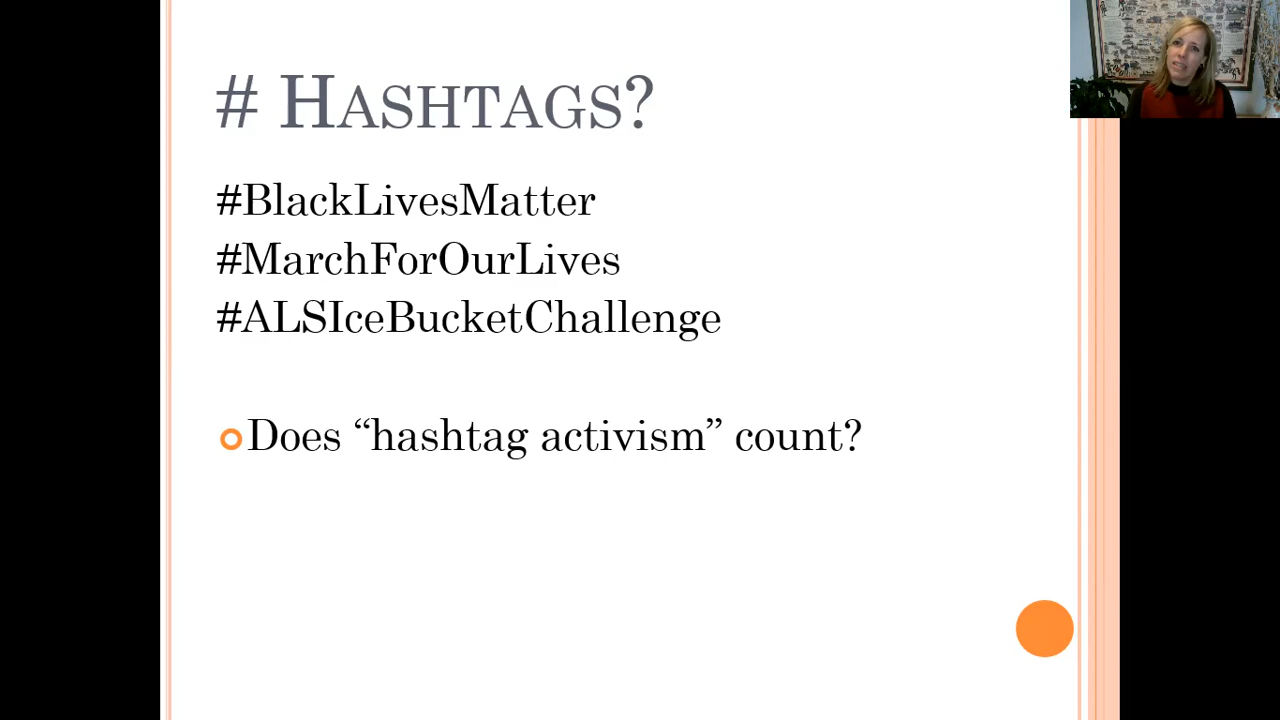 # HASHTAGS?
#BlackLivesMatter
#MarchForOurLives
#ALSIceBucketChallenge
Does “hashtag activism” count?